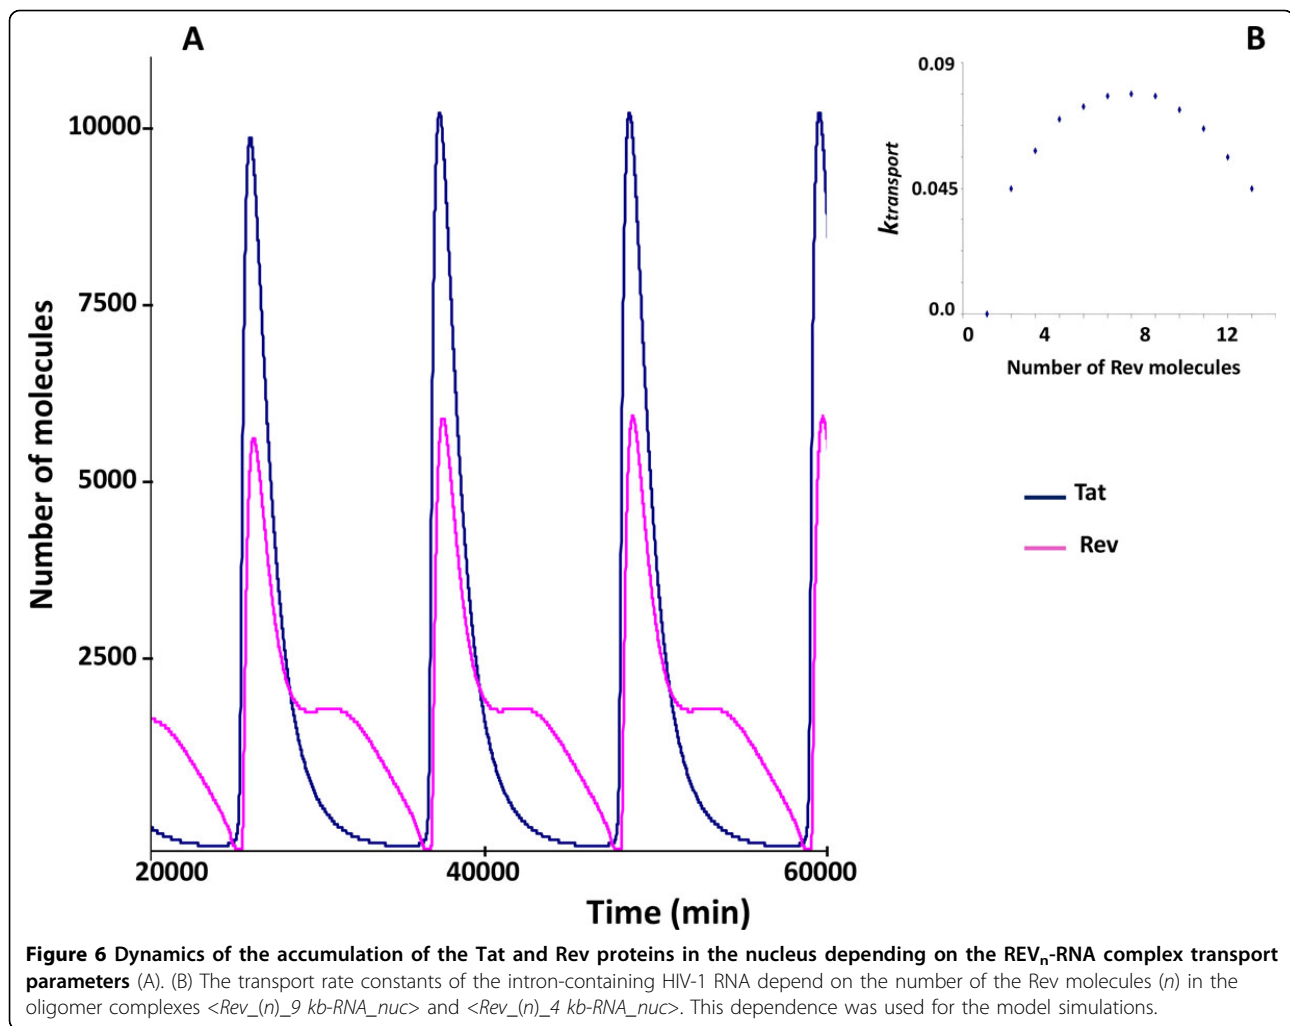 A
B
10000
7500
5000
2500
Number of molecules
20000
40000
60000
Time (min)
0.09
0.045
0.0
ktransport
0
4
8
12
Number of Rev molecules
Tat
Rev
Figure 6 Dynamics of the accumulation of the Tat and Rev proteins in the nucleus depending on the REVn-RNA complex transport
parameters (A). (B) The transport rate constants of the intron-containing HIV-1 RNA depend on the number of the Rev molecules (n) in the
oligomer complexes <Rev_(n)_9 kb-RNA_nuc> and <Rev_(n)_4 kb-RNA_nuc>. This dependence was used for the model simulations.